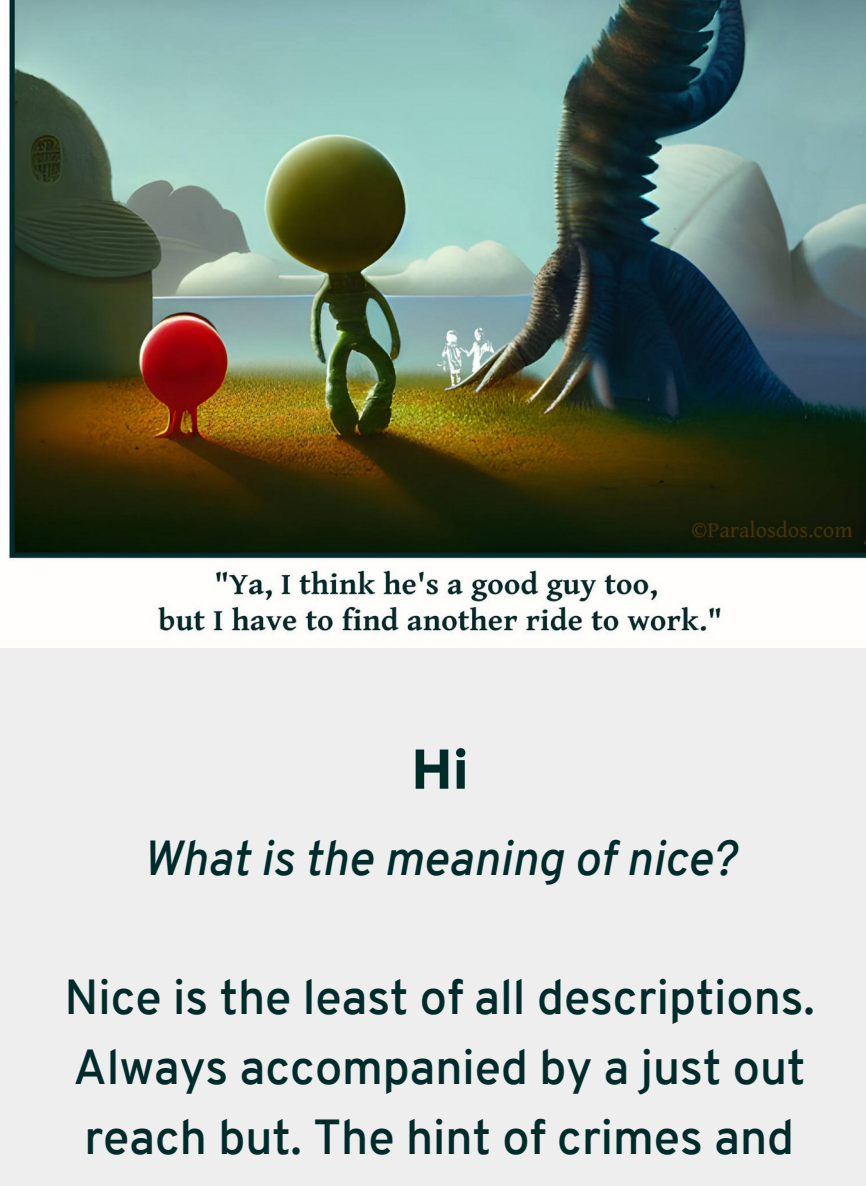 ©Paralosdos.com
"Ya, I think he's a good guy too,
but I have to find another ride to work."
Hi
What is the meaning of nice?
Nice is the least of all descriptions.
Always accompanied by a just out
reach but. The hint of crimes and